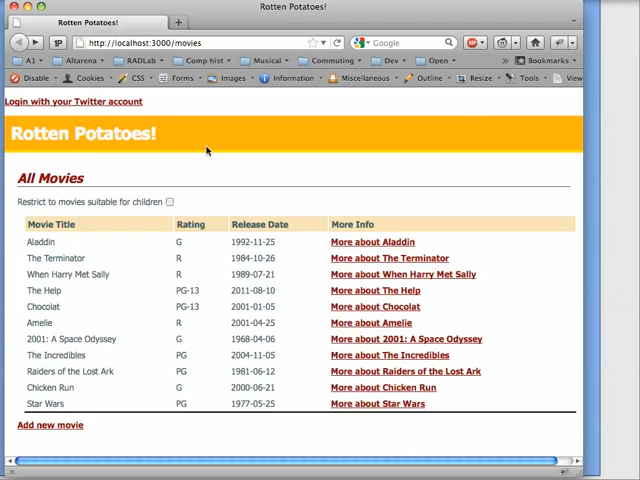 Rotten Potatoes!
Rotten Potatoes!
http://localhost:3000/movies
Google
A1 Altarena RADLab Comp hist Musical Commuting Dev Open » Bookmarks
Disable Cookies CSS Forms Images Information Miscellaneous Outline Resize Tools View
Login with your Twitter account
Rotten Potatoes!
All Movies
Restrict to movies suitable for children
Movie Title Rating Release Date More Info
Aladdin G 1992-11-25 More about Aladdin
The Terminator R 1984-10-26 More about The Terminator
When Harry Met Sally R 1989-07-21 More about When Harry Met Sally
The Help PG-13 2011-08-10 More about The Help
Chocolat PG-13 2001-01-05 More about Chocolat
Amelie R 2001-04-25 More about Amelie
2001: A Space Odyssey G 1968-04-06 More about 2001: A Space Odyssey
The Incredibles PG 2004-11-05 More about The Incredibles
Raiders of the Lost Ark PG 1981-06-12 More about Raiders of the Lost Ark
Chicken Run G 2000-06-21 More about Chicken Run
Star Wars PG 1977-05-25 More about Star Wars
Add new movie